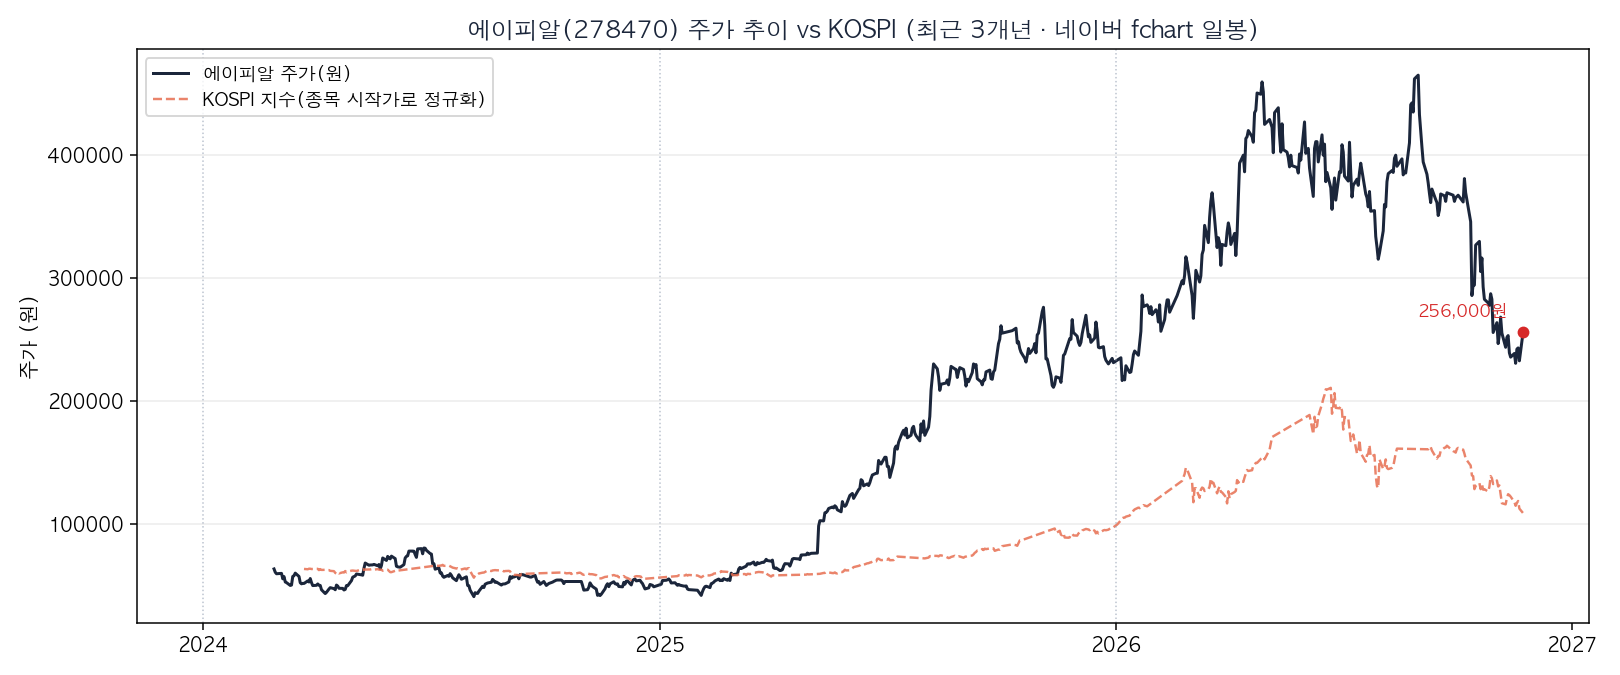 에이피알(278470) 주가 추이 vs KOSPI (최근 3개년 · 네이버 fchart 일봉)
에이피알 주가(원)
KOSPI 지수(종목 시작가로 정규화)
주가 (원)
400000
300000
200000
100000
256,000원
2024
2025
2026
2027